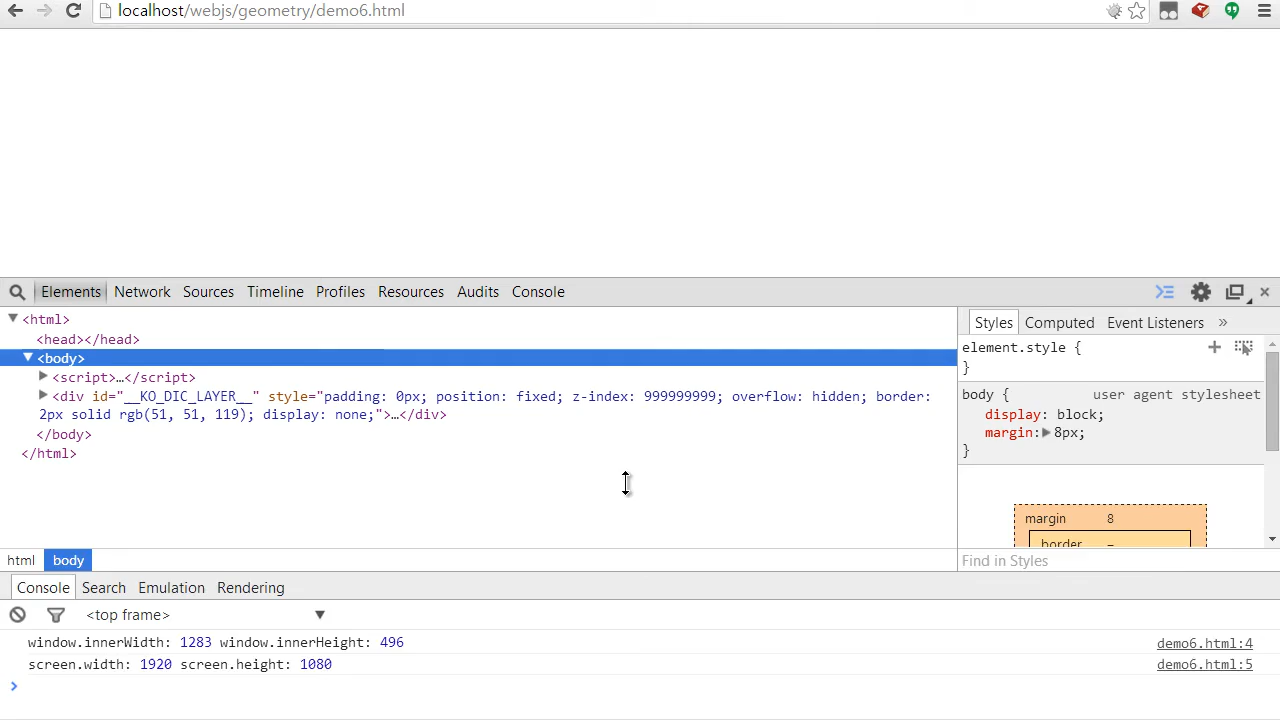 localhost/webjs/geometry/demo6.html
Elements Network Sources Timeline Profiles Resources Audits Console
<html>
<head></head>
<body>
<script>…</script>
<div id="__KO_DIC_LAYER__" style="padding: 0px; position: fixed; z-index: 999999999; overflow: hidden; border:
2px solid rgb(51, 51, 119); display: none;">…</div>
</body>
</html>
html body
Styles Computed Event Listeners »
element.style {
}
body { user agent stylesheet
display: block;
margin: 8px;
}
margin 8
border –
Find in Styles
Console Search Emulation Rendering
<top frame>
window.innerWidth: 1283 window.innerHeight: 496 demo6.html:4
screen.width: 1920 screen.height: 1080 demo6.html:5